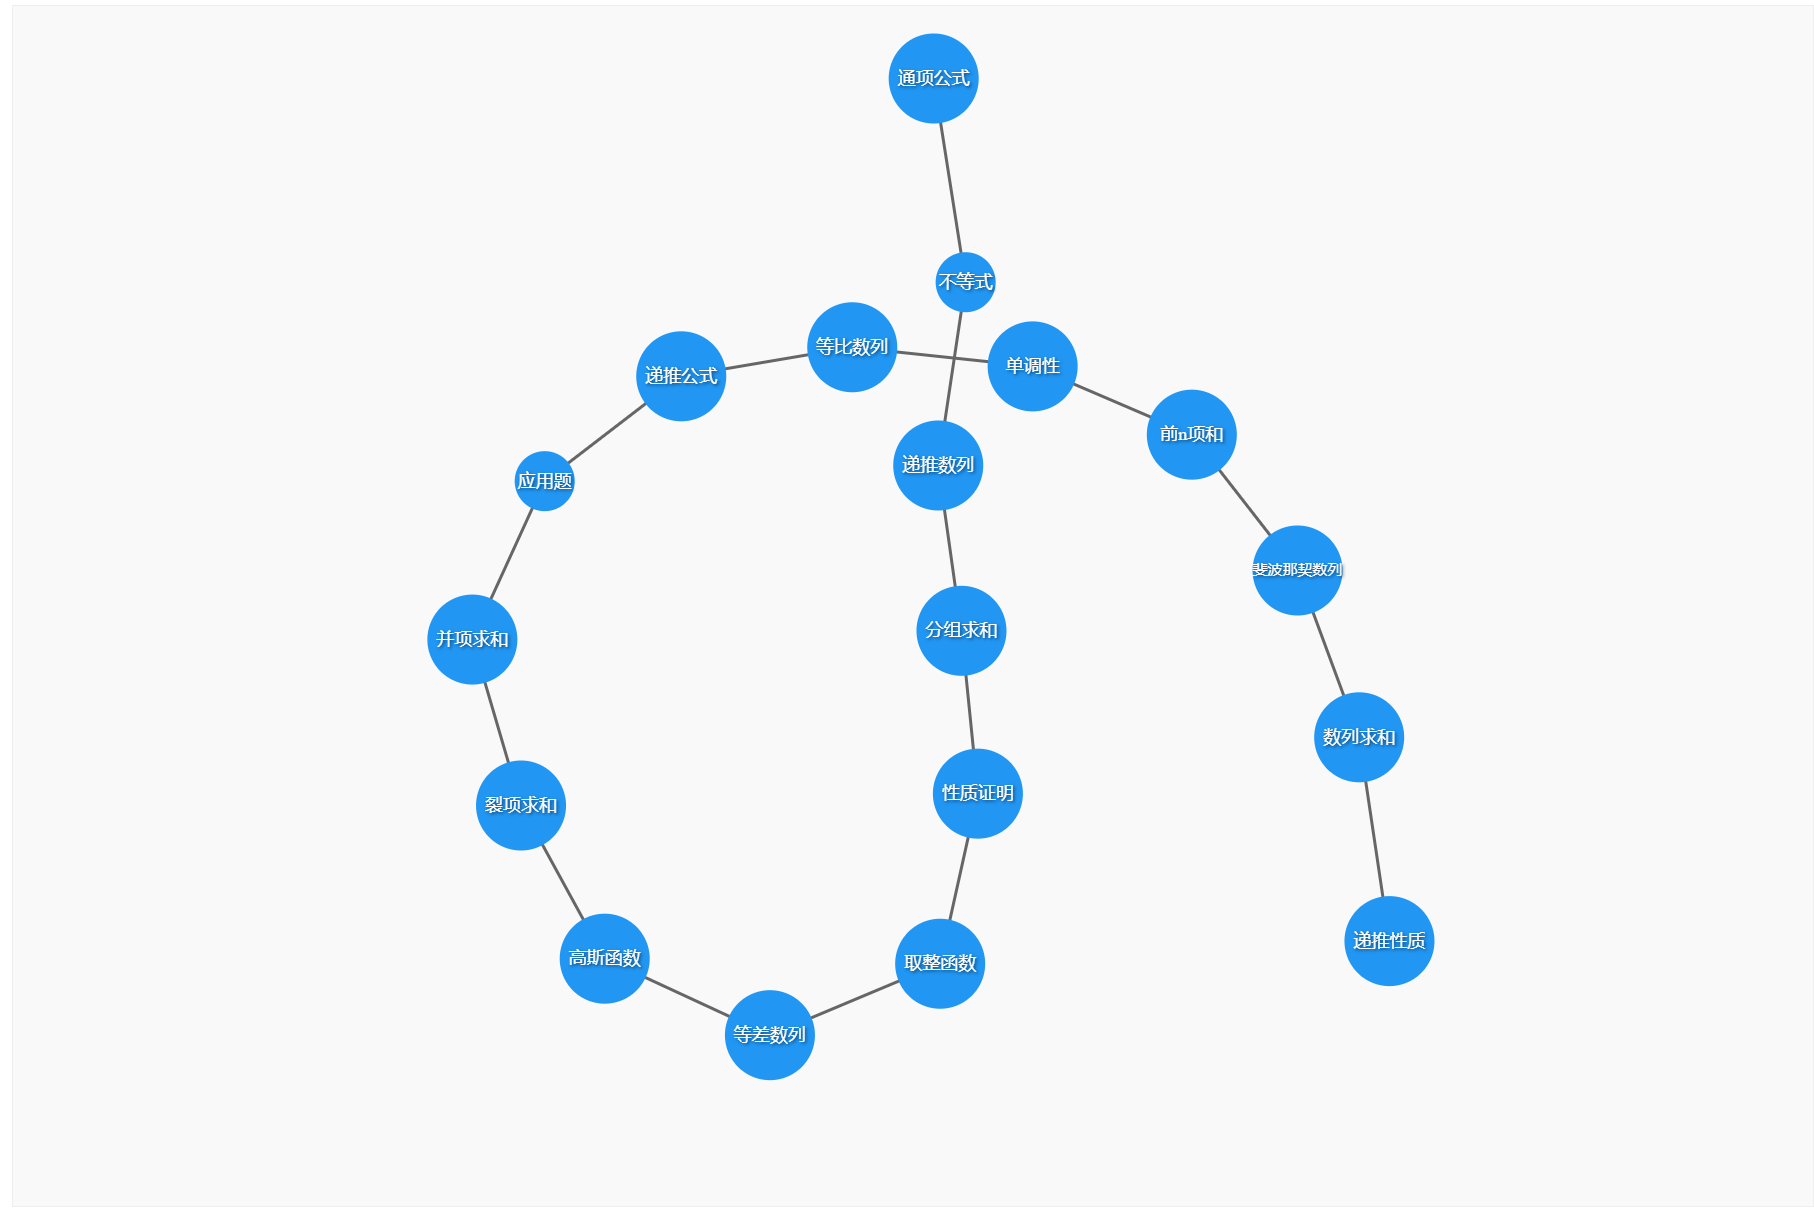 通项公式
不等式
等比数列
单调性
递推公式
前n项和
递推数列
应用题
斐波那契数列
分组求和
并项求和
数列求和
性质证明
裂项求和
递推性质
高斯函数
取整函数
等差数列